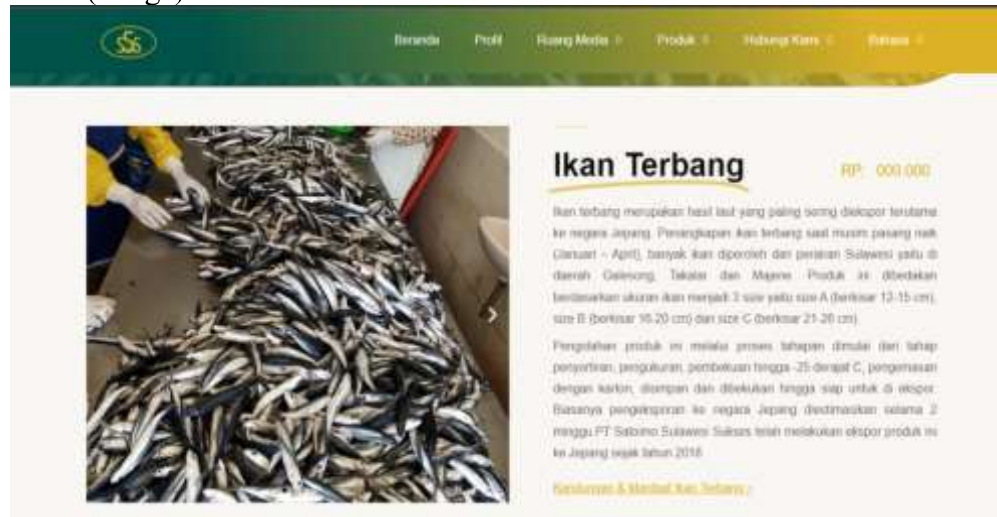 SSS
Beranda Profil Ruang Media Produk Hubungi Kami Bahasa
Ikan Terbang
RP. 000.000
Ikan terbang merupakan hasil laut yang paling sering diekspor terutama
ke negara Jepang. Penangkapan ikan terbang saat musim pasang naik
(Januari – April), banyak ikan diperoleh dari perairan Sulawesi yaitu di
daerah Galesong, Takalar dan Majene. Produk ini dibedakan
berdasarkan ukuran ikan menjadi 3 size yaitu size A (berkisar 12-15 cm),
size B (berkisar 16-20 cm) dan size C (berkisar 21-26 cm)
Pengolahan produk ini melalui proses tahapan dimulai dari tahap
penyortiran, pengukuran, pembekuan hingga -25 derajat C, pengemasan
dengan karton, disimpan dan dibekukan hingga siap untuk di ekspor.
Biasanya pengeksporan ke negara Jepang diestimasikan selama 2
minggu.PT Salbimo Sulawesi Sukses telah melakukan ekspor produk ini
ke Jepang sejak tahun 2018
Kandungan & Manfaat Ikan Terbang